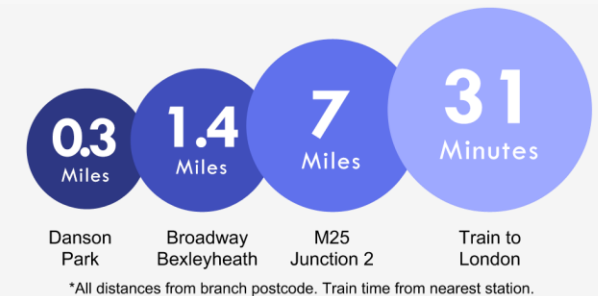 0.3
Miles
1.4
Miles
7
Miles
31
Minutes
Danson
Park
Broadway
Bexleyheath
M25
Junction 2
Train to
London
*All distances from branch postcode. Train time from nearest station.